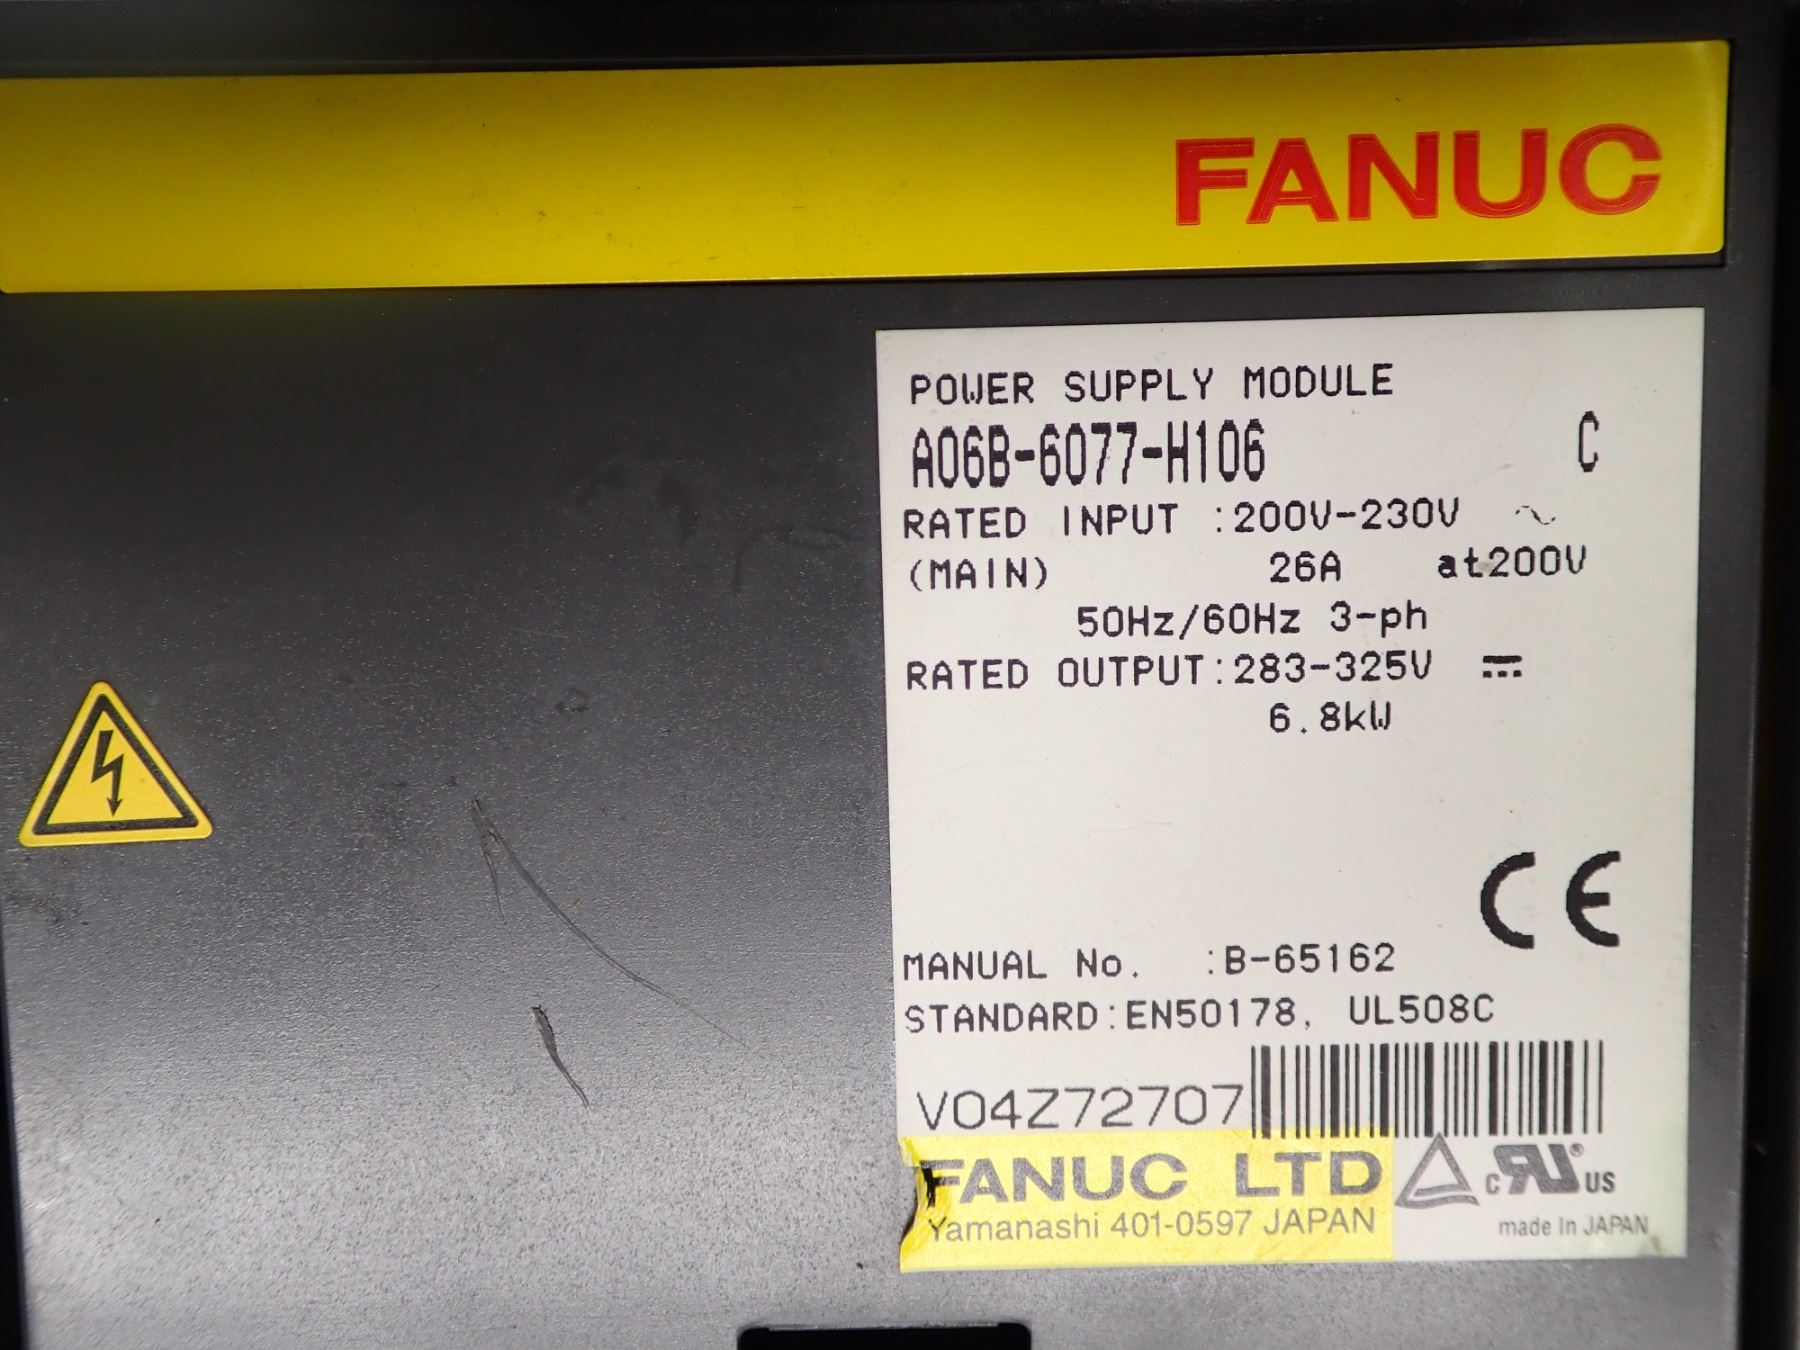 FANUC
POWER SUPPLY MODULE
A06B-6077-H106 C
RATED INPUT :200V-230V ~
(MAIN) 26A at200V
50Hz/60Hz 3-ph
RATED OUTPUT:283-325V ⎓
6.8kW
CE
MANUAL No. :B-65162
STANDARD:EN50178, UL508C
V04Z72707
FANUC LTD
Yamanashi 401-0597 JAPAN
c RU ® US
made In JAPAN